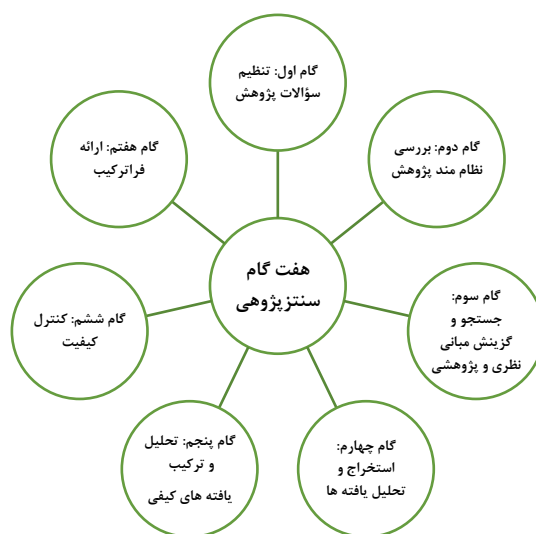 گام اول: تنظیم
سؤالات پژوهش
گام دوم: بررسی
نظام مند پژوهش
گام سوم:
جستجو و
گزینش مبانی
نظری و پژوهشی
گام چهارم:
استخراج و
تحلیل یافته ها
گام پنجم: تحلیل
و ترکیب
یافته های کیفی
گام ششم: کنترل
کیفیت
گام هفتم: ارائه
فراترکیب
هفت گام
سنتزپژوهی